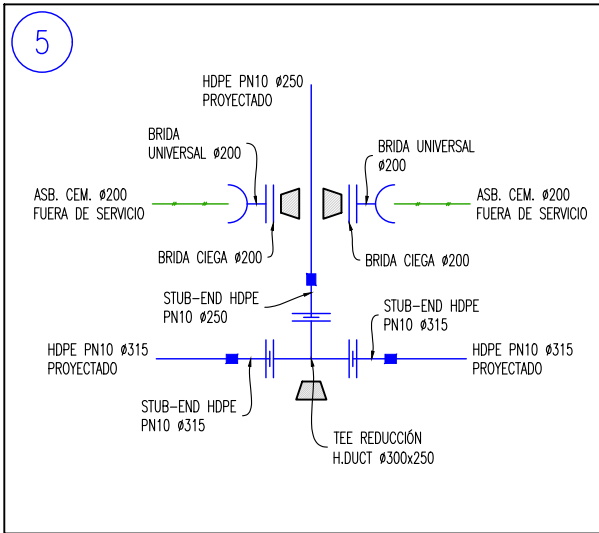 5
HDPE PN10 ø250
PROYECTADO
BRIDA
UNIVERSAL ø200
BRIDA UNIVERSAL
ø200
ASB. CEM. ø200
FUERA DE SERVICIO
ASB. CEM. ø200
FUERA DE SERVICIO
BRIDA CIEGA ø200
BRIDA CIEGA ø200
STUB-END HDPE
PN10 ø250
STUB-END HDPE
PN10 ø315
HDPE PN10 ø315
PROYECTADO
HDPE PN10 ø315
PROYECTADO
STUB-END HDPE
PN10 ø315
TEE REDUCCIÓN
H.DUCT ø300x250